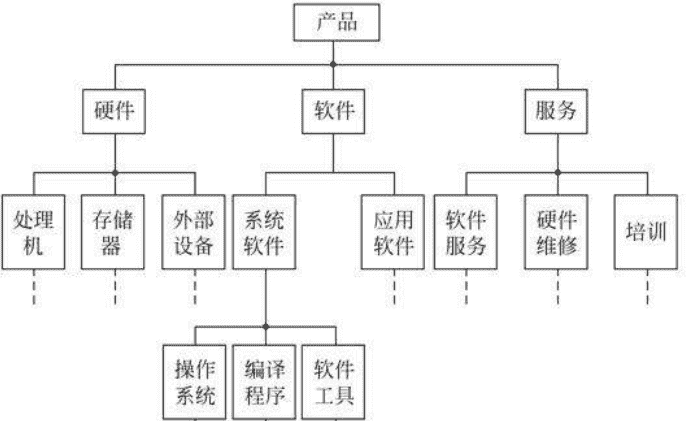 产品
硬件
软件
服务
处理
机
存储
器
外部
设备
系统
软件
应用
软件
软件
服务
硬件
维修
培训
操作
系统
编译
程序
软件
工具